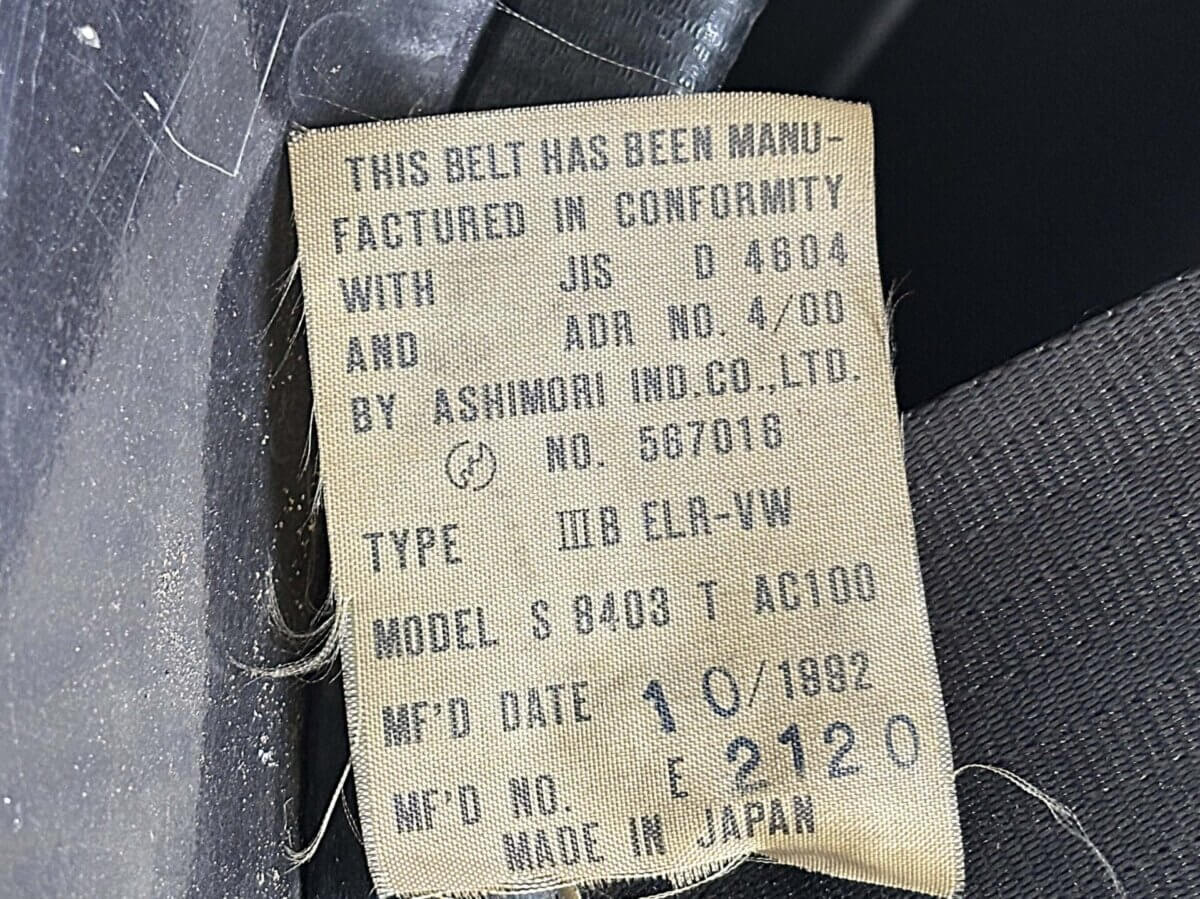 THIS BELT HAS BEEN MANU-
FACTURED IN CONFORMITY
WITH JIS D 4604
AND ADR NO. 4/00
BY ASHIMORI IND.CO.,LTD.
NO. 567016
TYPE III B ELR-VW
MODEL S 8403 T AC100
MF'D DATE 10/1992
MF'D NO. E 2120
MADE IN JAPAN